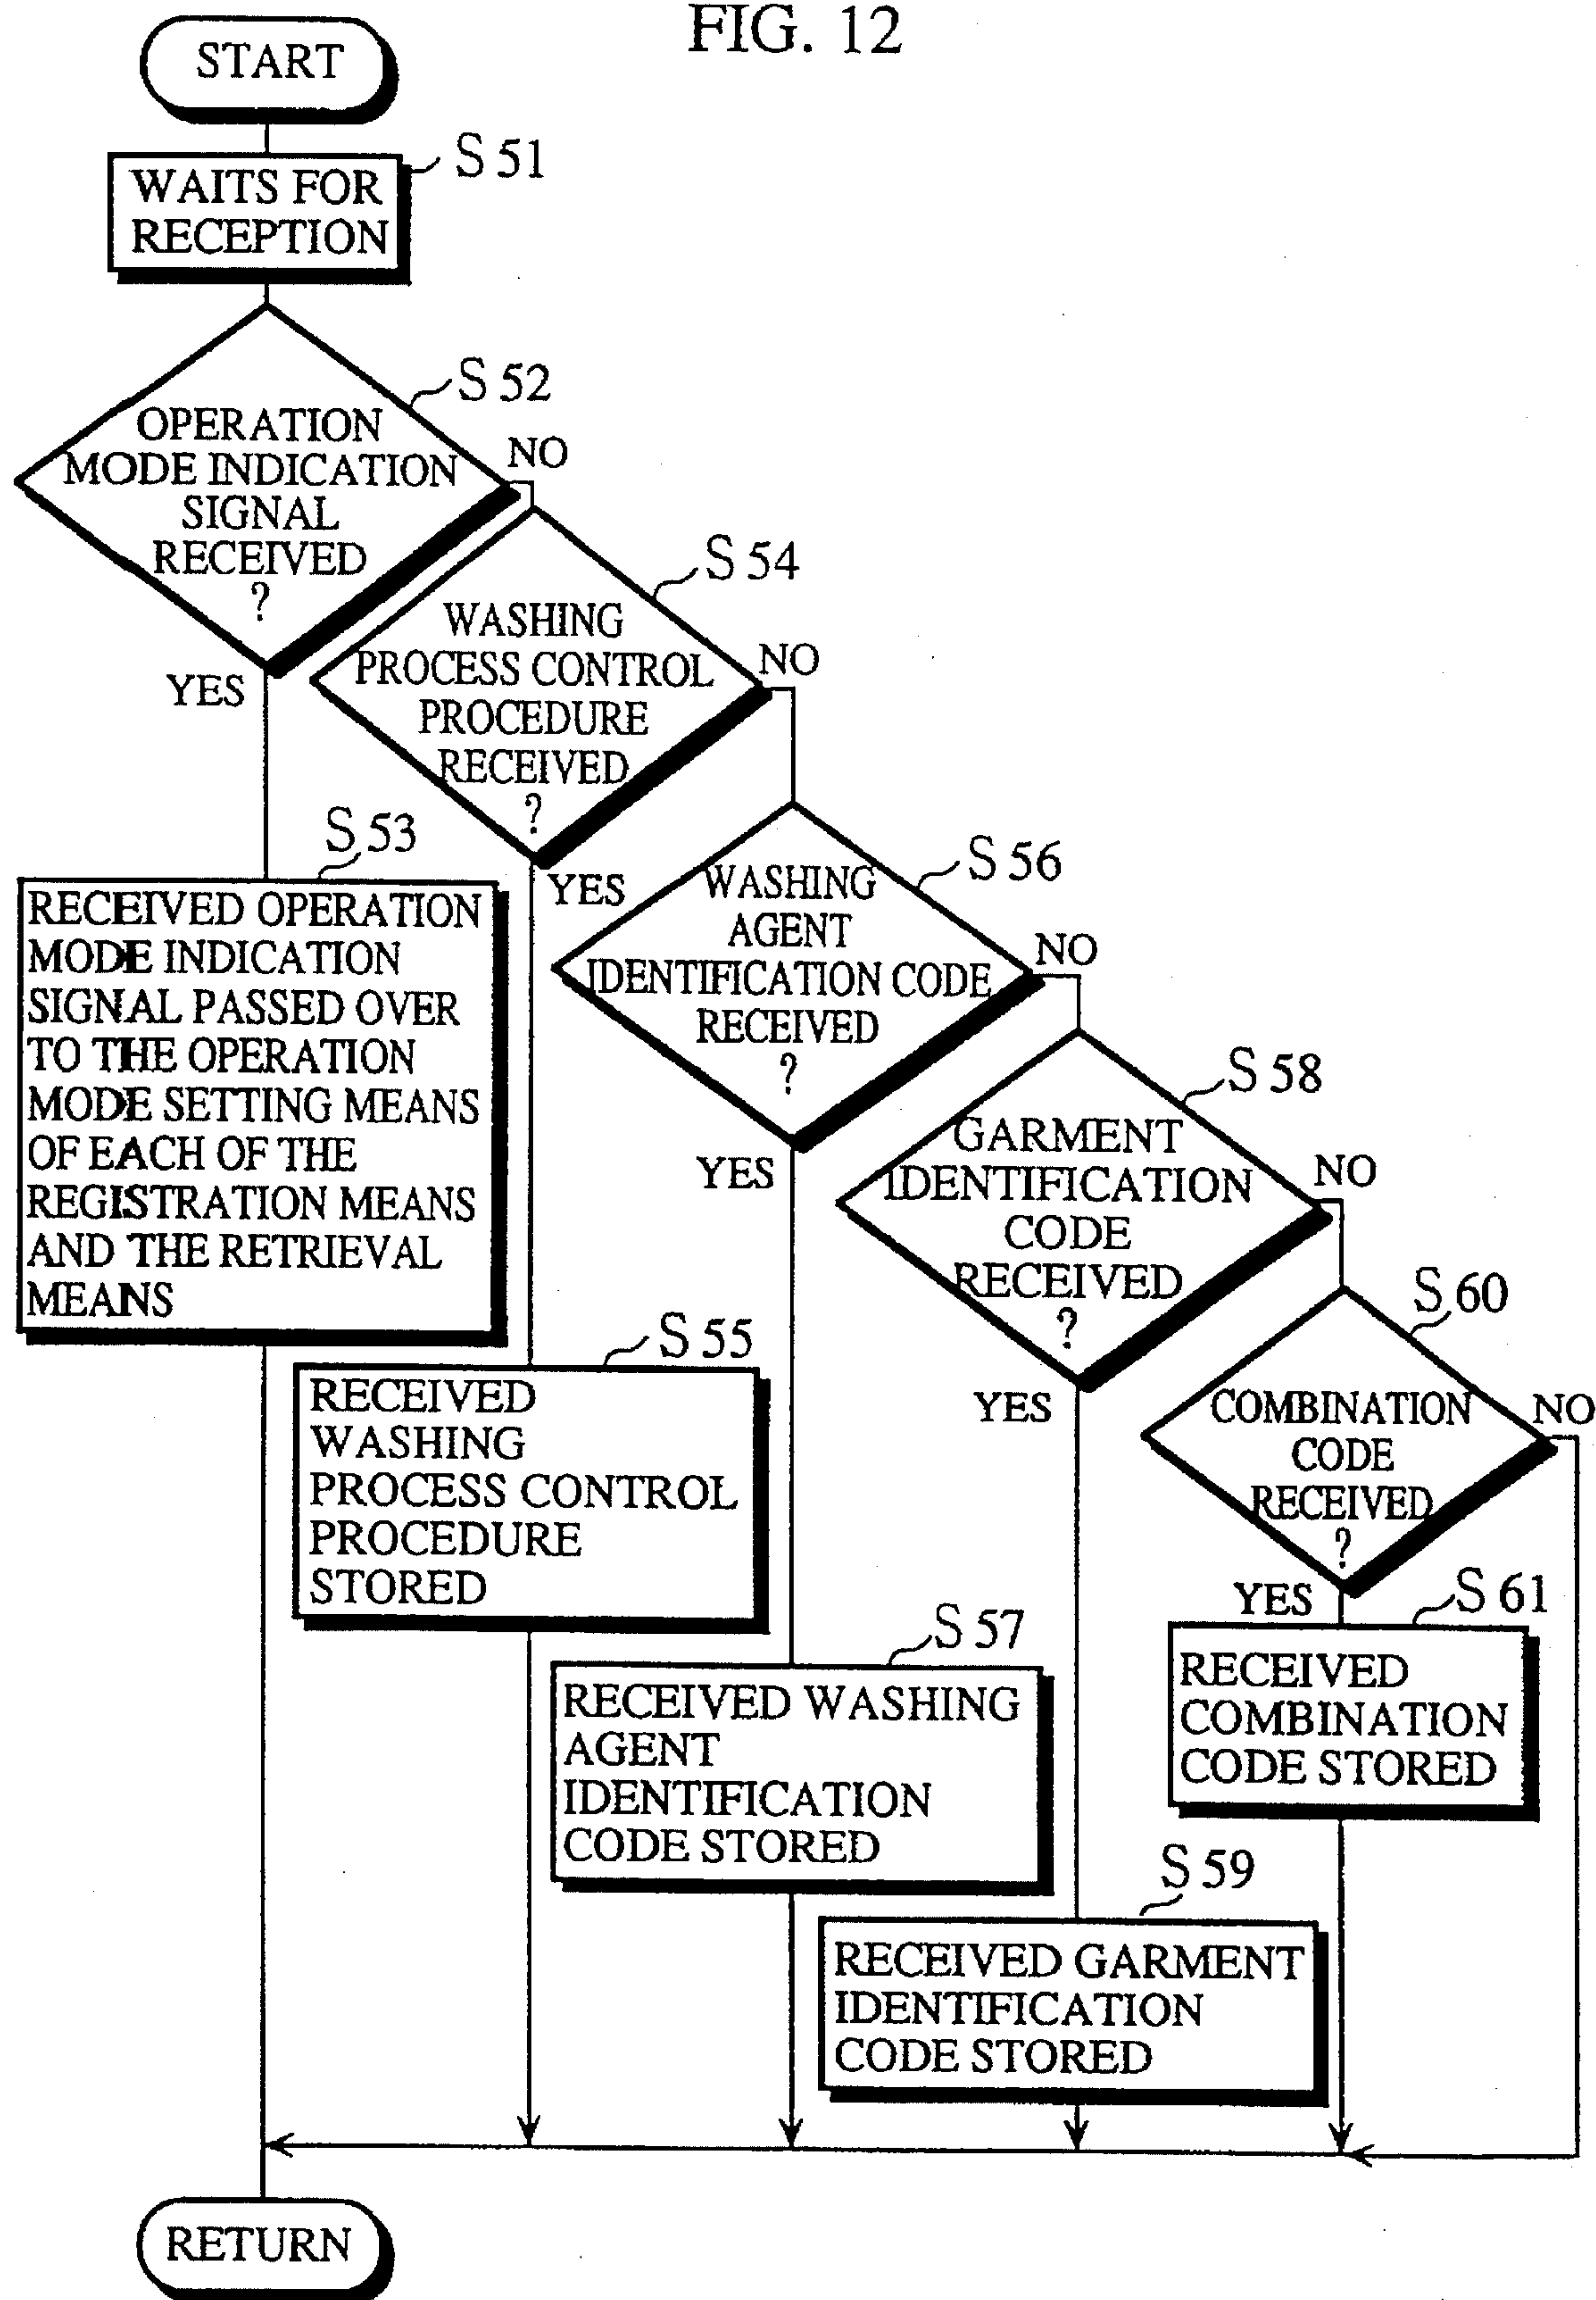 FIG. 12
START
S 51
WAITS FOR
RECEPTION
S 52
OPERATION
MODE INDICATION
SIGNAL
RECEIVED
?
NO
YES
S 53
RECEIVED OPERATION
MODE INDICATION
SIGNAL PASSED OVER
TO THE OPERATION
MODE SETTING MEANS
OF EACH OF THE
REGISTRATION MEANS
AND THE RETRIEVAL
MEANS
S 54
WASHING
PROCESS CONTROL
PROCEDURE
RECEIVED
?
NO
YES
S 55
RECEIVED
WASHING
PROCESS CONTROL
PROCEDURE
STORED
S 56
WASHING
AGENT
IDENTIFICATION CODE
RECEIVED
?
NO
YES
S 57
RECEIVED WASHING
AGENT
IDENTIFICATION
CODE STORED
S 58
GARMENT
IDENTIFICATION
CODE
RECEIVED
?
NO
YES
S 59
RECEIVED GARMENT
IDENTIFICATION
CODE STORED
S 60
COMBINATION
CODE
RECEIVED
?
NO
YES
S 61
RECEIVED
COMBINATION
CODE STORED
RETURN